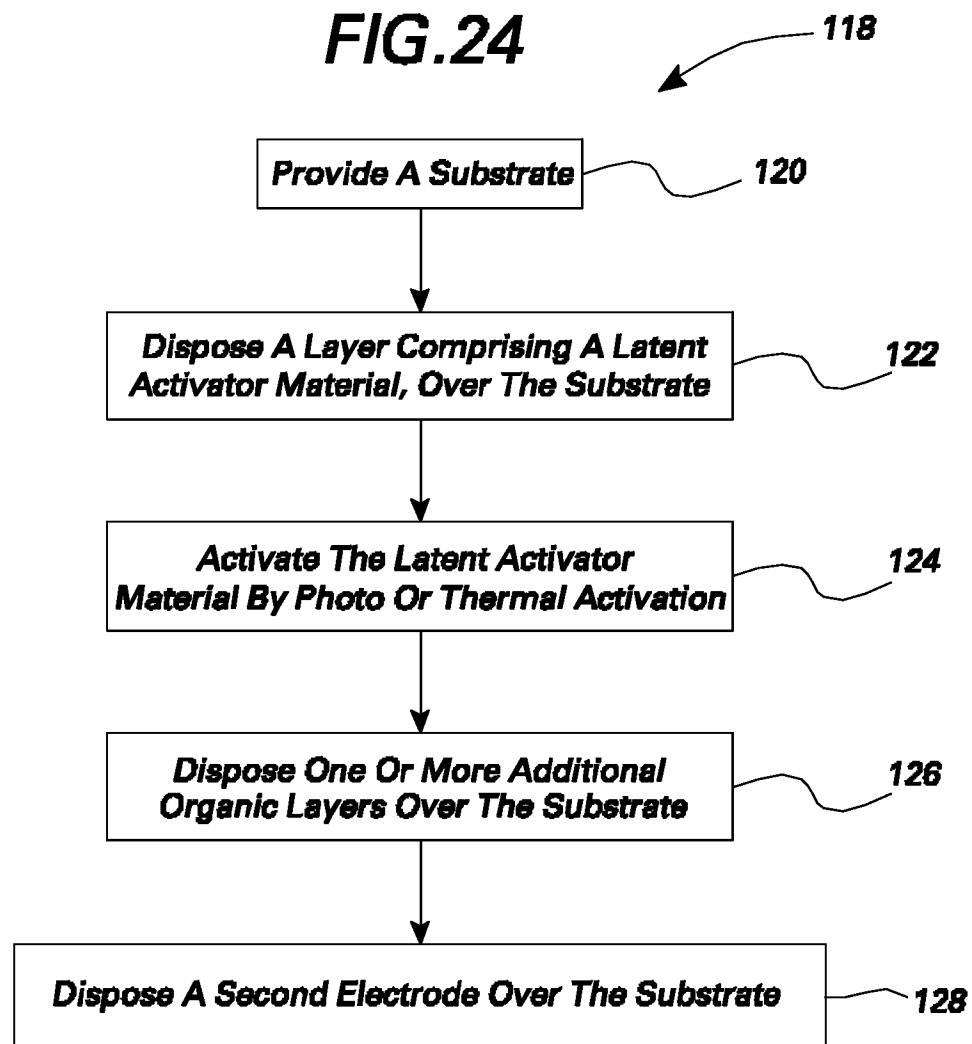 FIG.24
118
Provide A Substrate
120
Dispose A Layer Comprising A Latent
Activator Material, Over The Substrate
122
Activate The Latent Activator
Material By Photo Or Thermal Activation
124
Dispose One Or More Additional
Organic Layers Over The Substrate
126
Dispose A Second Electrode Over The Substrate
128